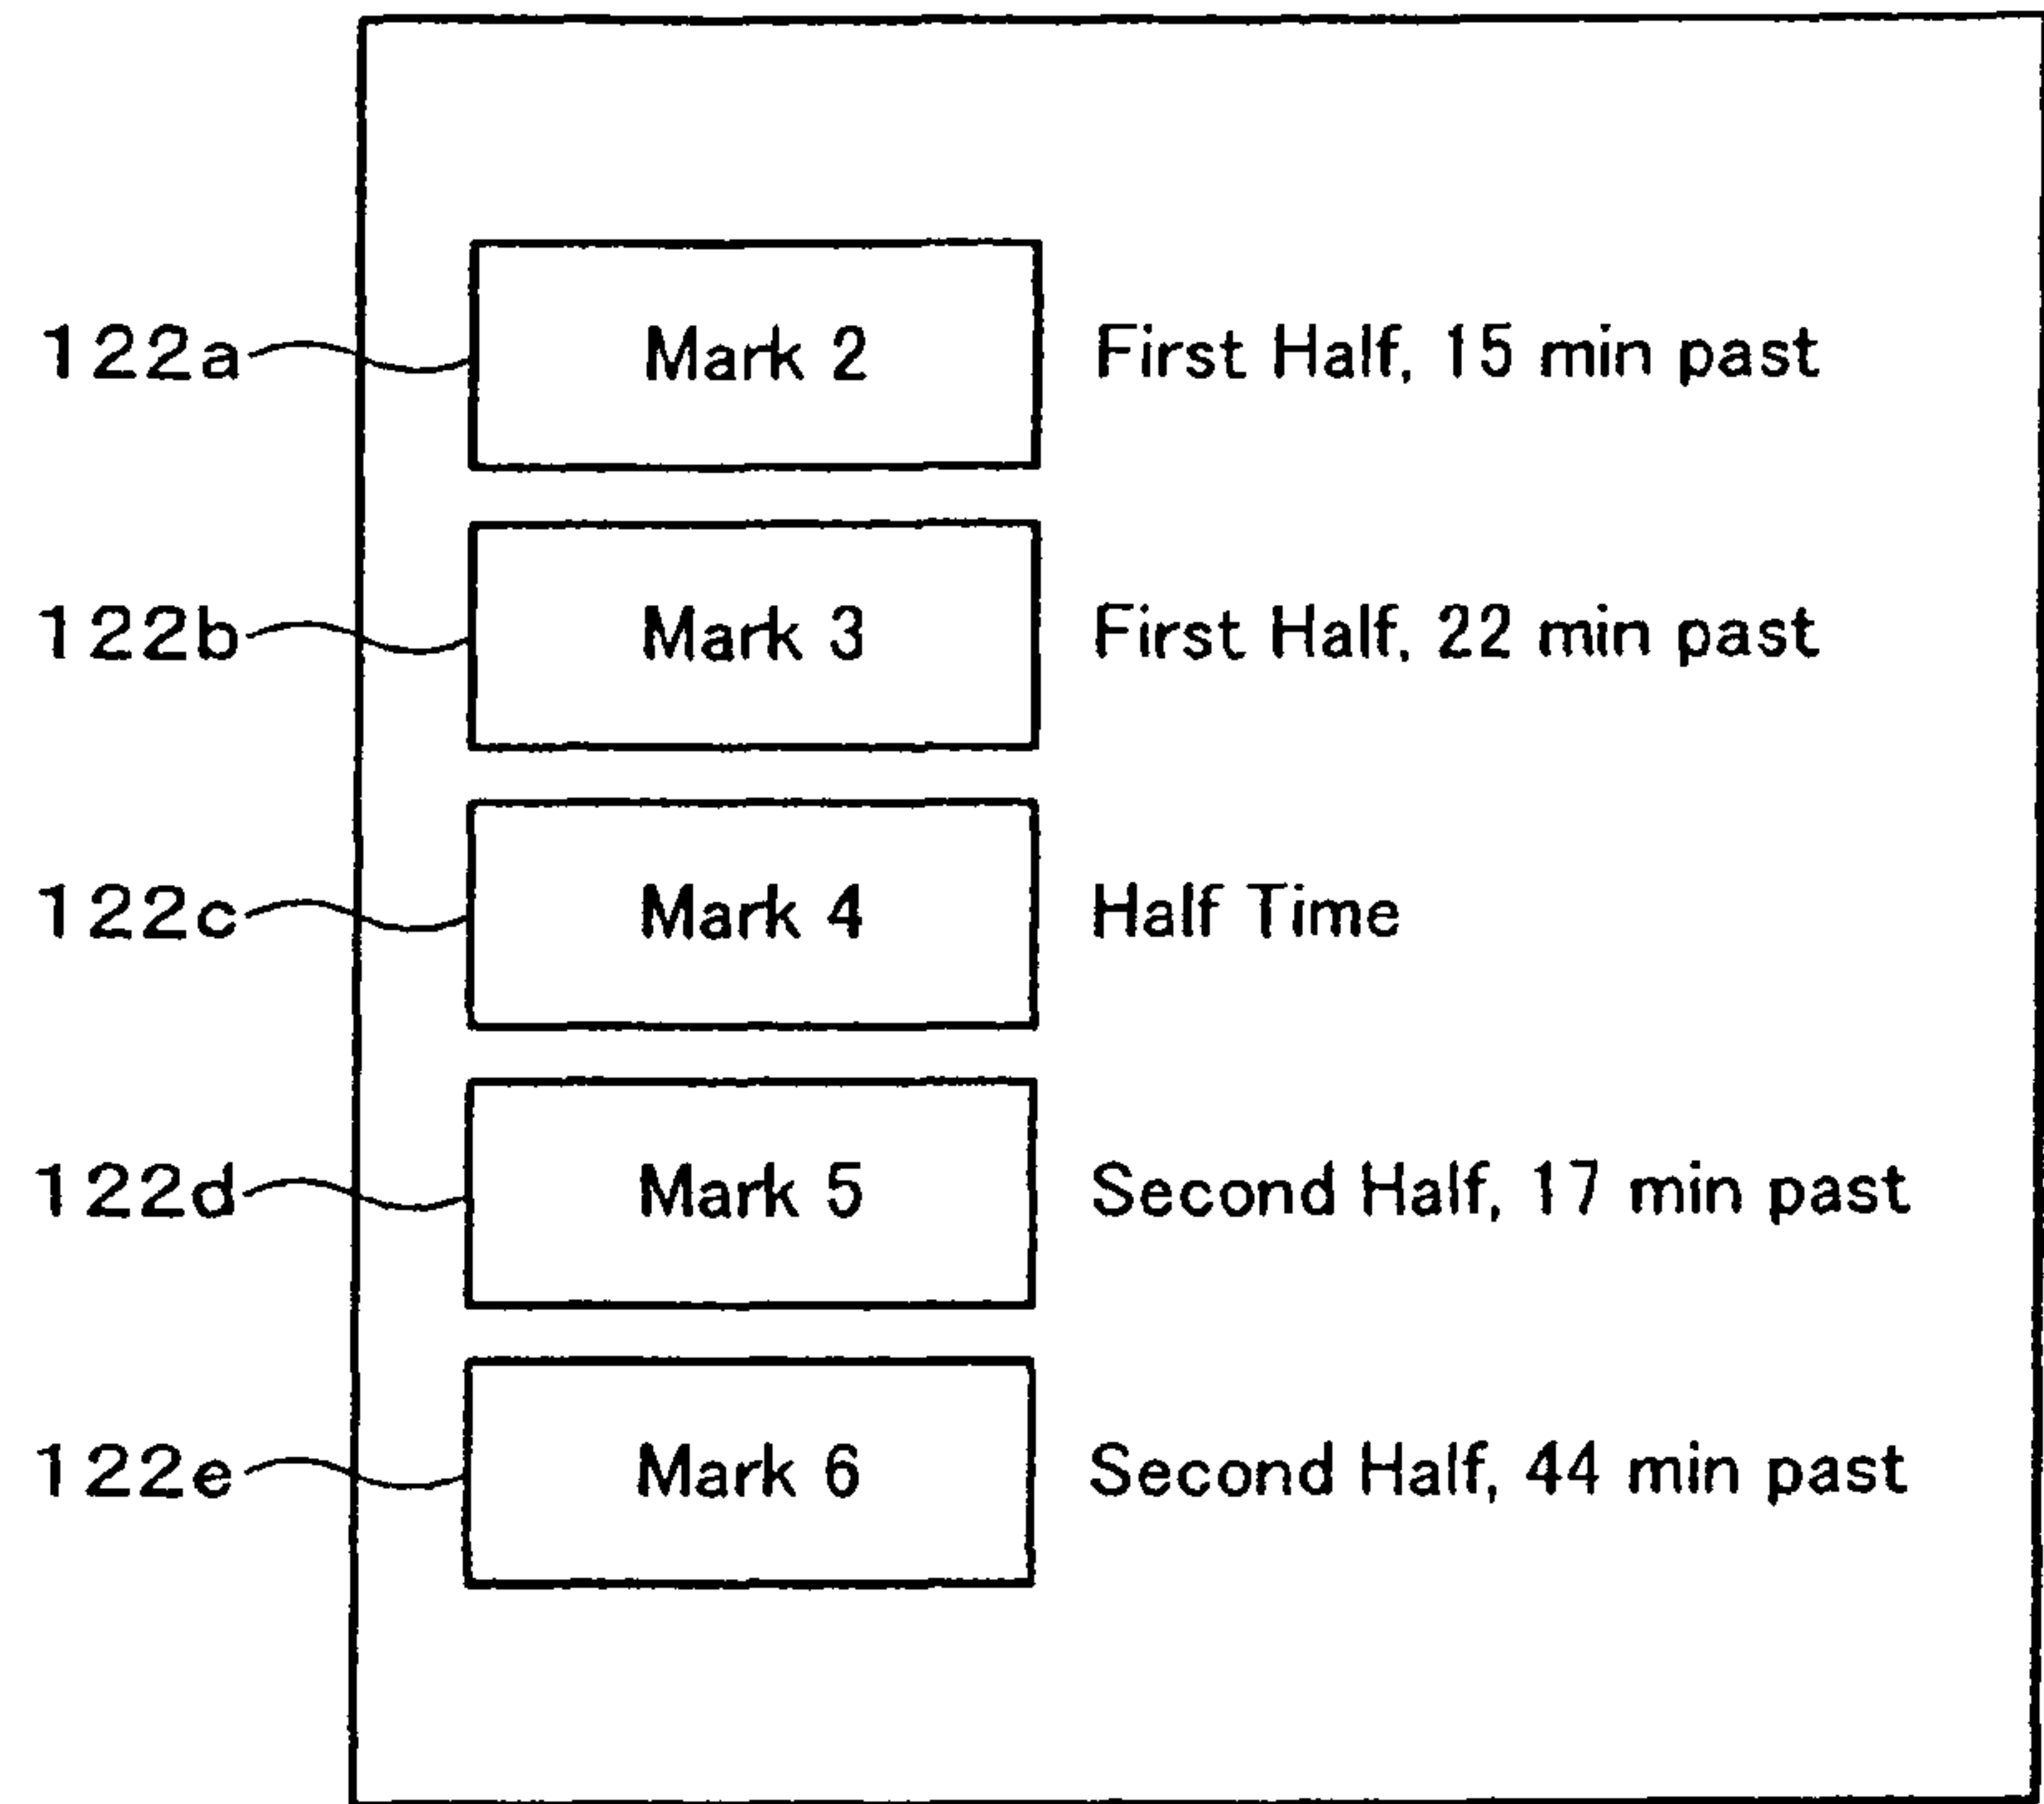 122a Mark 2 First Half, 15 min past
122b Mark 3 First Half, 22 min past
122c Mark 4 Half Time
122d Mark 5 Second Half, 17 min past
122e Mark 6 Second Half, 44 min past